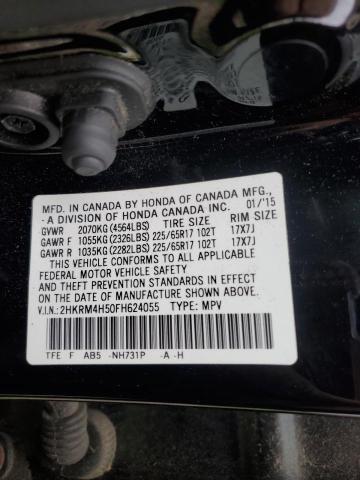 MFD. IN CANADA BY HONDA OF CANADA MFG.,
- A DIVISION OF HONDA CANADA INC. 01/15
GVWR 2070KG(4564LBS) TIRE SIZE RIM SIZE
GAWR F 1055KG(2326LBS) 225/65R17 102T 17X7J
GAWR R 1035KG(2282LBS) 225/65R17 102T 17X7J
THIS VEHICLE CONFORMS TO ALL APPLICABLE
FEDERAL MOTOR VEHICLE SAFETY
AND THEFT PREVENTION STANDARDS IN EFFECT
ON THE DATE OF MANUFACTURE SHOWN ABOVE.
V.I.N.: 2HKRM4H50FH624055 TYPE: MPV
TFE F AB5 -NH731P -A -H